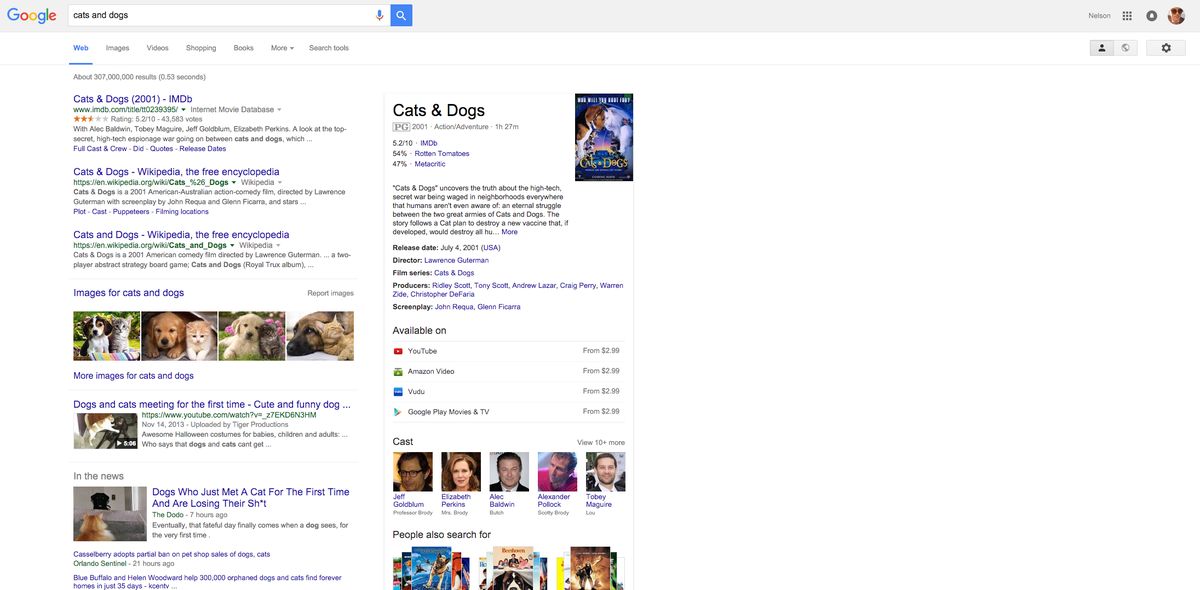 Google
cats and dogs
Nelson
Web
Images
Videos
Shopping
Books
More
Search tools
About 307,000,000 results (0.53 seconds)
Cats & Dogs (2001) - IMDb
www.imdb.com/title/tt0239395/ Internet Movie Database
Rating: 5.2/10 - 43,583 votes
With Alec Baldwin, Tobey Maguire, Jeff Goldblum, Elizabeth Perkins. A look at the top-
secret, high-tech espionage war going on between cats and dogs, which ...
Full Cast & Crew - Did - Quotes - Release Dates
Cats & Dogs - Wikipedia, the free encyclopedia
https://en.wikipedia.org/wiki/Cats_%26_Dogs Wikipedia
Cats & Dogs is a 2001 American-Australian action-comedy film, directed by Lawrence
Guterman with screenplay by John Requa and Glenn Ficarra, and stars ...
Plot - Cast - Puppeteers - Filming locations
Cats and Dogs - Wikipedia, the free encyclopedia
https://en.wikipedia.org/wiki/Cats_and_Dogs Wikipedia
Cats & Dogs is a 2001 American comedy film directed by Lawrence Guterman. ... a two-
player abstract strategy board game; Cats and Dogs (Royal Trux album), ...
Images for cats and dogs
Report images
More images for cats and dogs
Dogs and cats meeting for the first time - Cute and funny dog ...
https://www.youtube.com/watch?v=_z7EKD6N3HM
Nov 14, 2013 - Uploaded by Tiger Productions
Awesome Halloween costumes for babies, children and adults: ...
Who says that dogs and cats cant get ...
5:06
In the news
Dogs Who Just Met A Cat For The First Time
And Are Losing Their Sh*t
The Dodo - 7 hours ago
Eventually, that fateful day finally comes when a dog sees, for
the very first time .
Casselberry adopts partial ban on pet shop sales of dogs, cats
Orlando Sentinel - 21 hours ago
Blue Buffalo and Helen Woodward help 300,000 orphaned dogs and cats find forever
homes in just 35 days - kcentv ...
Cats & Dogs
PG 2001 · Action/Adventure · 1h 27m
5.2/10 · IMDb
54% · Rotten Tomatoes
47% · Metacritic
WHO WILL YOU ROOT FOR?
CATS & DOGS
"Cats & Dogs" uncovers the truth about the high-tech,
secret war being waged in neighborhoods everywhere
that humans aren't even aware of: an eternal struggle
between the two great armies of Cats and Dogs. The
story follows a Cat plan to destroy a new vaccine that, if
developed, would destroy all hu… More
Release date: July 4, 2001 (USA)
Director: Lawrence Guterman
Film series: Cats & Dogs
Producers: Ridley Scott, Tony Scott, Andrew Lazar, Craig Perry, Warren
Zide, Christopher DeFaria
Screenplay: John Requa, Glenn Ficarra
Available on
YouTube From $2.99
Amazon Video From $2.99
Vudu From $2.99
Google Play Movies & TV From $2.99
Cast
View 10+ more
Jeff Goldblum
Professor Brody
Elizabeth Perkins
Mrs. Brody
Alec Baldwin
Butch
Alexander Pollock
Scotty Brody
Tobey Maguire
Lou
People also search for
Beethoven